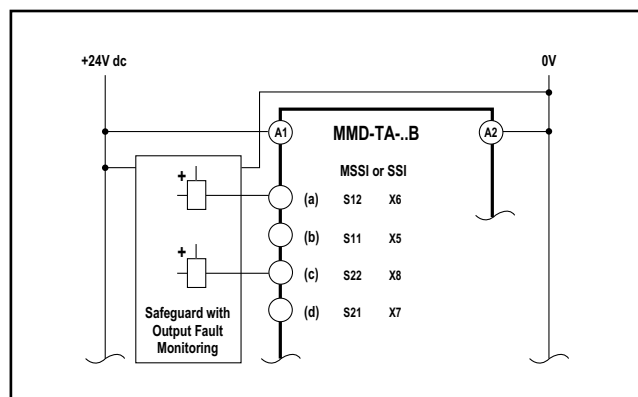 +24V dc
0V
A1
MMD-TA-..B
A2
MSSI or SSI
+
(a) S12 X6
(b) S11 X5
+
(c) S22 X8
Safeguard with
Output Fault
Monitoring
(d) S21 X7